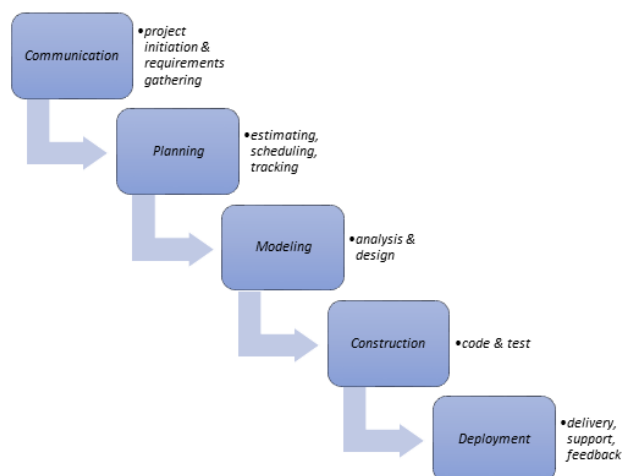 Communication
•project
initiation &
requirements
gathering
Planning
•estimating,
scheduling,
tracking
Modeling
•analysis &
design
Construction
•code & test
Deployment
•delivery,
support,
feedback